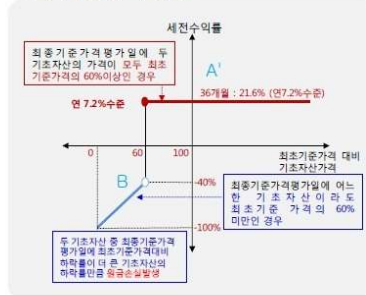 세전수익률
최종기준가격평가일에 두
기초자산의 가격이 모두 최초
기준가격의 60%이상인 경우
A'
36개월 : 21.6% (연7.2%수준)
연 7.2%수준
0 60 100
최초기준가격 대비
기초자산가격
B
-40%
최종기준가격평가일에 어느
한 기초자산이라도
최초기준 가격의 60%
미만인 경우
-100%
두 기초자산 중 최종기준가격
평가일에 최초기준가격대비
하락률이 더 큰 기초자산의
하락률만큼 원금손실발생